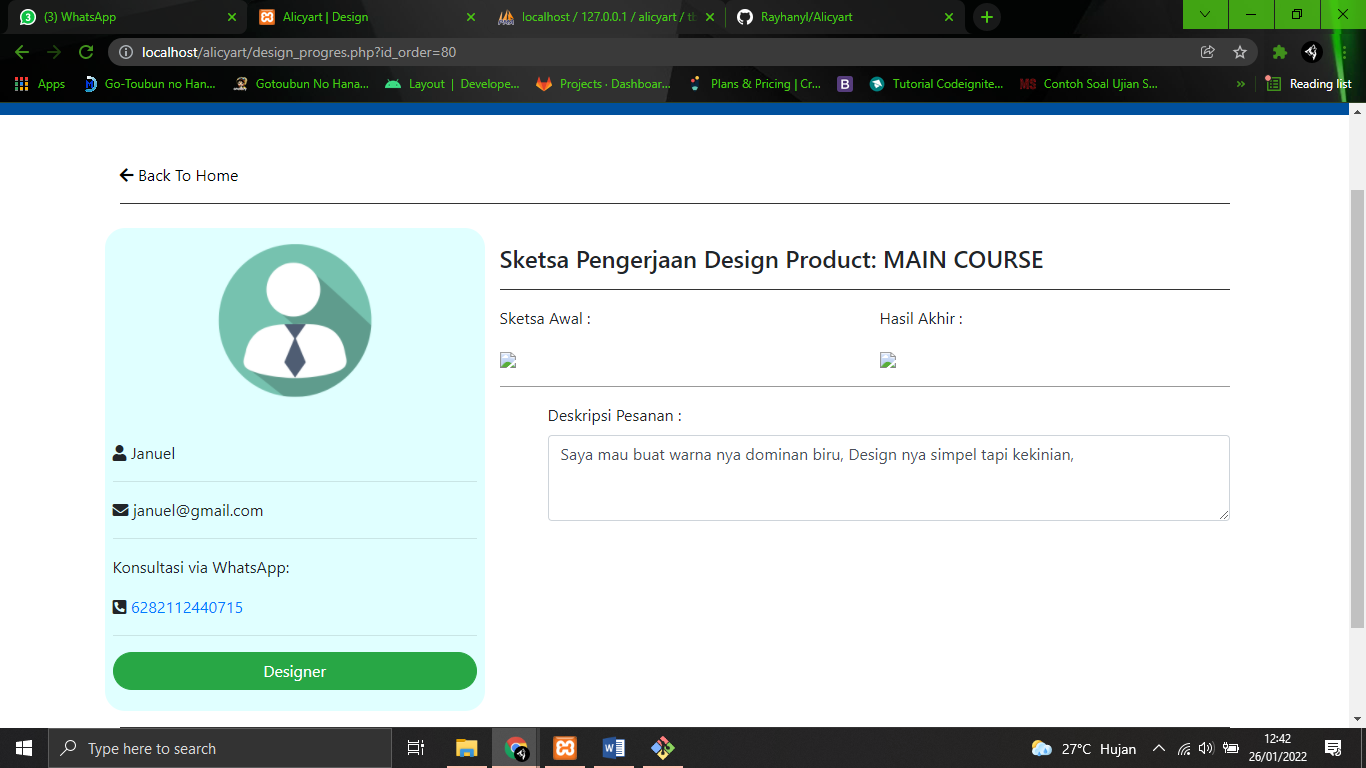 (3) WhatsApp
Alicyart | Design
localhost / 127.0.0.1 / alicyart / tb
Rayhanyl/Alicyart
localhost/alicyart/design_progres.php?id_order=80
Apps
Go-Toubun no Han...
Gotoubun No Hana...
Layout | Develope...
Projects · Dashboar...
Plans & Pricing | Cr...
B
Tutorial Codeignite...
MS Contoh Soal Ujian S...
» Reading list
Back To Home
Sketsa Pengerjaan Design Product: MAIN COURSE
Sketsa Awal :
Hasil Akhir :
Deskripsi Pesanan :
Saya mau buat warna nya dominan biru, Design nya simpel tapi kekinian,
Januel
januel@gmail.com
Konsultasi via WhatsApp:
6282112440715
Designer
Type here to search
27°C Hujan
12:42
26/01/2022